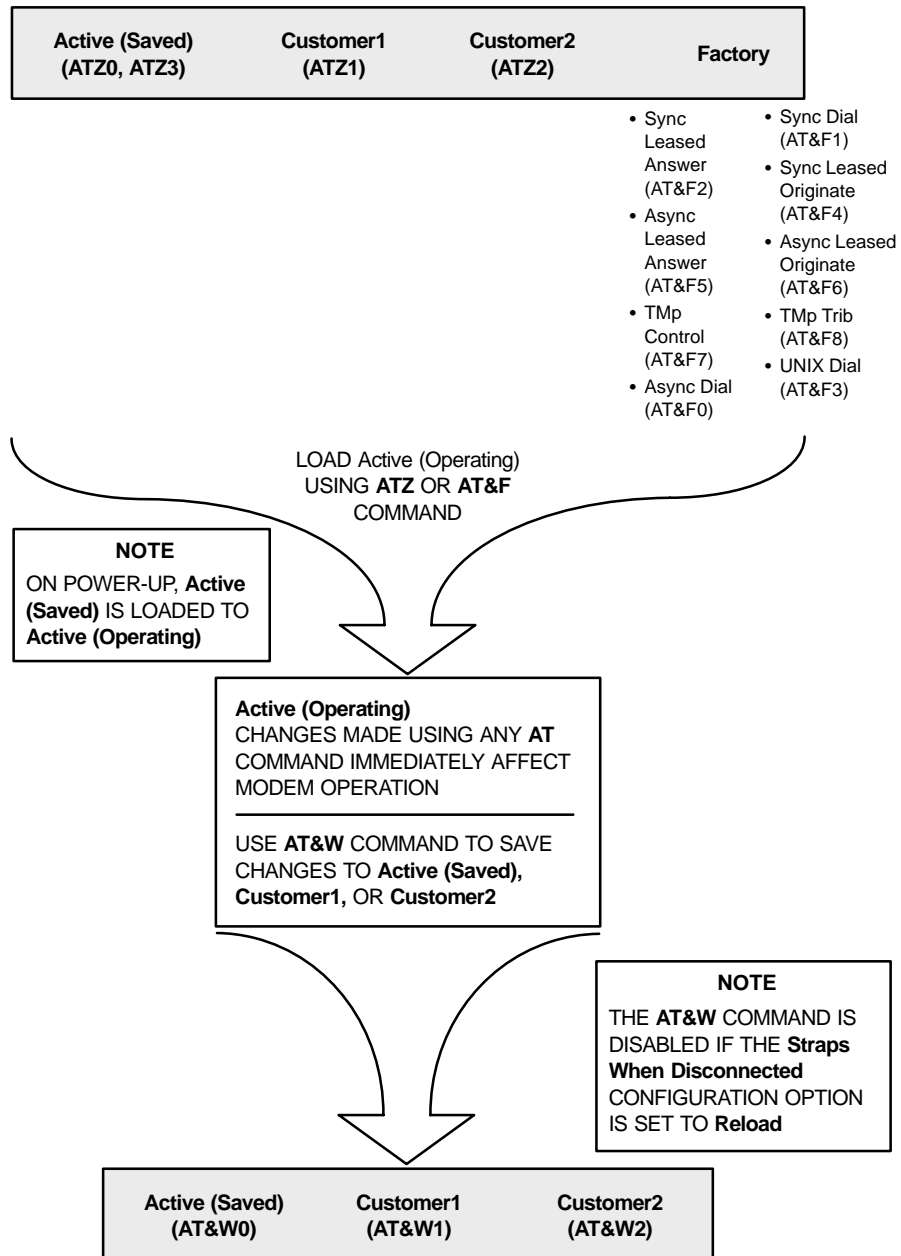 Active (Saved)
(ATZ0, ATZ3)
Customer1
(ATZ1)
Customer2
(ATZ2)
Factory
• Sync
Leased
Answer
(AT&F2)
• Async
Leased
Answer
(AT&F5)
• TMp
Control
(AT&F7)
• Async Dial
(AT&F0)
• Sync Dial
(AT&F1)
• Sync Leased
Originate
(AT&F4)
• Async Leased
Originate
(AT&F6)
• TMp Trib
(AT&F8)
• UNIX Dial
(AT&F3)
LOAD Active (Operating)
USING ATZ OR AT&F
COMMAND
NOTE
ON POWER-UP, Active
(Saved) IS LOADED TO
Active (Operating)
Active (Operating)
CHANGES MADE USING ANY AT
COMMAND IMMEDIATELY AFFECT
MODEM OPERATION
USE AT&W COMMAND TO SAVE
CHANGES TO Active (Saved),
Customer1, OR Customer2
NOTE
THE AT&W COMMAND IS
DISABLED IF THE Straps
When Disconnected
CONFIGURATION OPTION
IS SET TO Reload
Active (Saved)
(AT&W0)
Customer1
(AT&W1)
Customer2
(AT&W2)